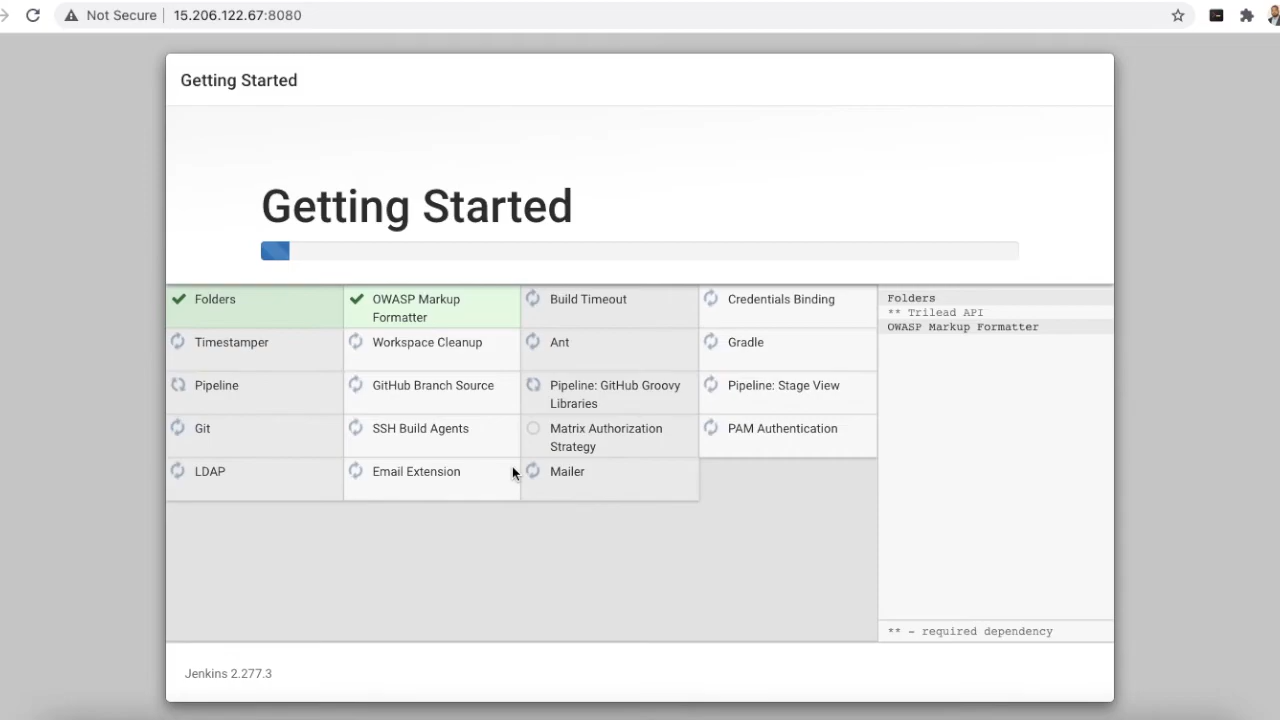 Not Secure
15.206.122.67:8080
Getting Started
Getting Started
Folders
OWASP Markup
Formatter
Build Timeout
Credentials Binding
Timestamper
Workspace Cleanup
Ant
Gradle
Pipeline
GitHub Branch Source
Pipeline: GitHub Groovy
Libraries
Pipeline: Stage View
Git
SSH Build Agents
Matrix Authorization
Strategy
PAM Authentication
LDAP
Email Extension
Mailer
Folders
** Trilead API
OWASP Markup Formatter
** - required dependency
Jenkins 2.277.3